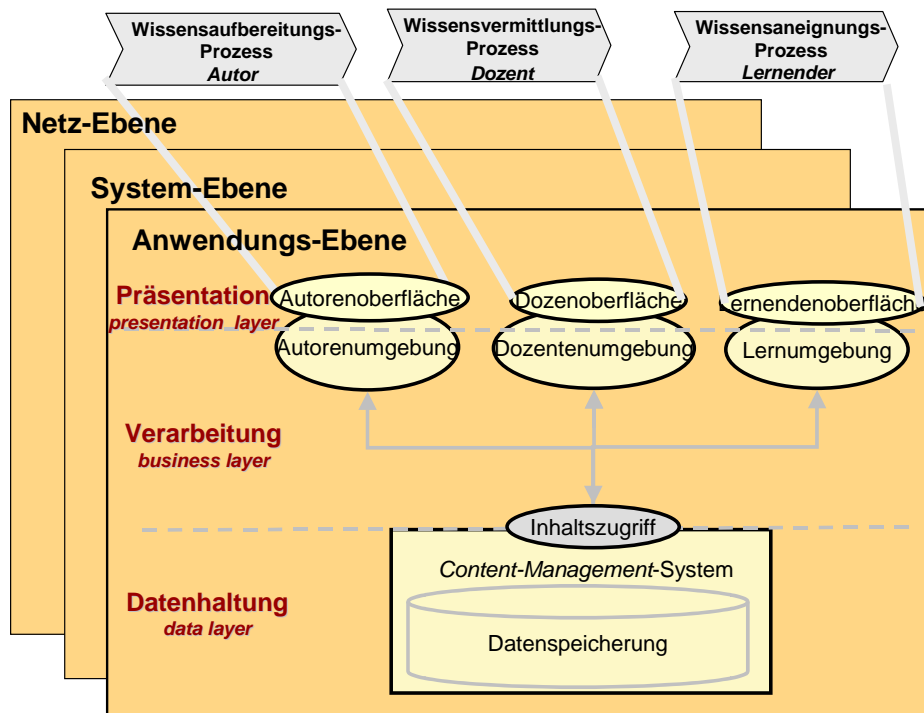 Wissensaufbereitungs-
Prozess
Autor
Wissensvermittlungs-
Prozess
Dozent
Wissensaneignungs-
Prozess
Lernender
Netz-Ebene
System-Ebene
Anwendungs-Ebene
Präsentation
presentation layer
Autorenoberfläche
Dozenoberfläche
Lernendenoberfläche
Autorenumgebung
Dozentenumgebung
Lernumgebung
Verarbeitung
business layer
Inhaltszugriff
Content-Management-System
Datenhaltung
data layer
Datenspeicherung